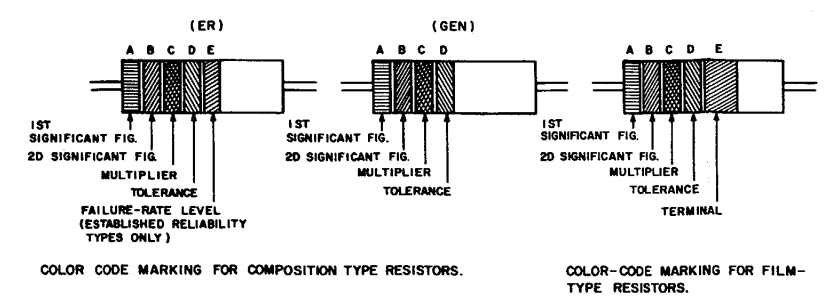 (ER)
A B C D E
1ST
SIGNIFICANT FIG.
2D SIGNIFICANT FIG.
MULTIPLIER
TOLERANCE
FAILURE-RATE LEVEL
(ESTABLISHED RELIABILITY
TYPES ONLY)
(GEN)
A B C D
1ST
SIGNIFICANT FIG.
2D SIGNIFICANT FIG.
MULTIPLIER
TOLERANCE
COLOR CODE MARKING FOR COMPOSITION TYPE RESISTORS.
A B C D E
1ST
SIGNIFICANT FIG.
2D SIGNIFICANT FIG.
MULTIPLIER
TOLERANCE
TERMINAL
COLOR-CODE MARKING FOR FILM-
TYPE RESISTORS.